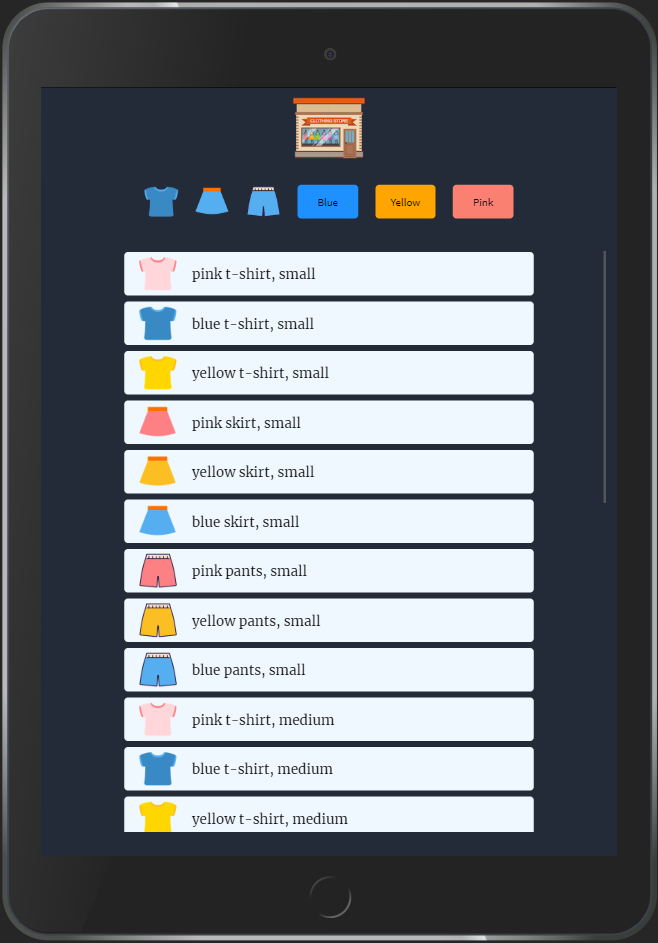 CLOTHING STORE
Blue
Yellow
Pink
pink t-shirt, small
blue t-shirt, small
yellow t-shirt, small
pink skirt, small
yellow skirt, small
blue skirt, small
pink pants, small
yellow pants, small
blue pants, small
pink t-shirt, medium
blue t-shirt, medium
yellow t-shirt, medium